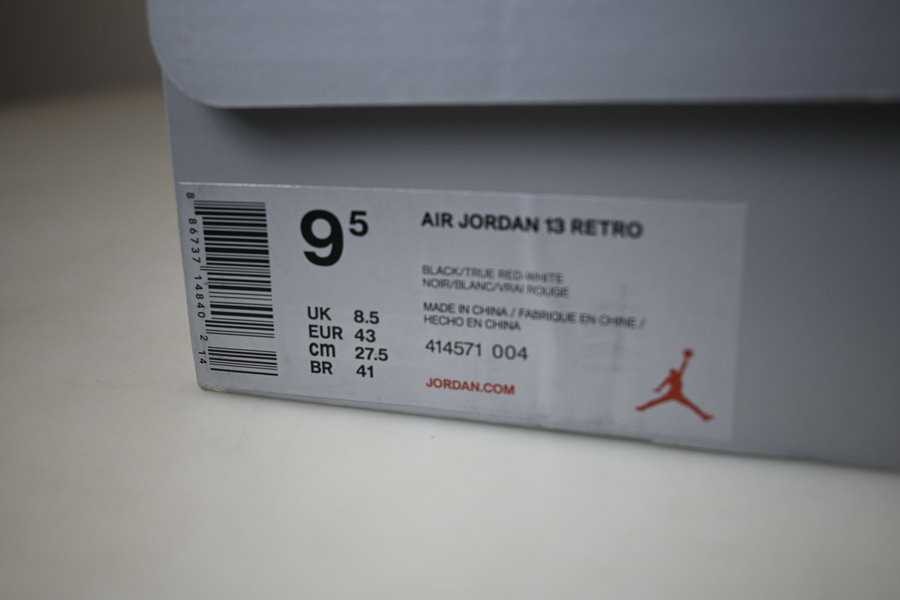 8 86737 14840 2 14
9⁵
UK 8.5
EUR 43
cm 27.5
BR 41
AIR JORDAN 13 RETRO
BLACK/TRUE RED-WHITE
NOIR/BLANC/VRAI ROUGE
MADE IN CHINA / FABRIQUE EN CHINE /
HECHO EN CHINA
414571 004
JORDAN.COM